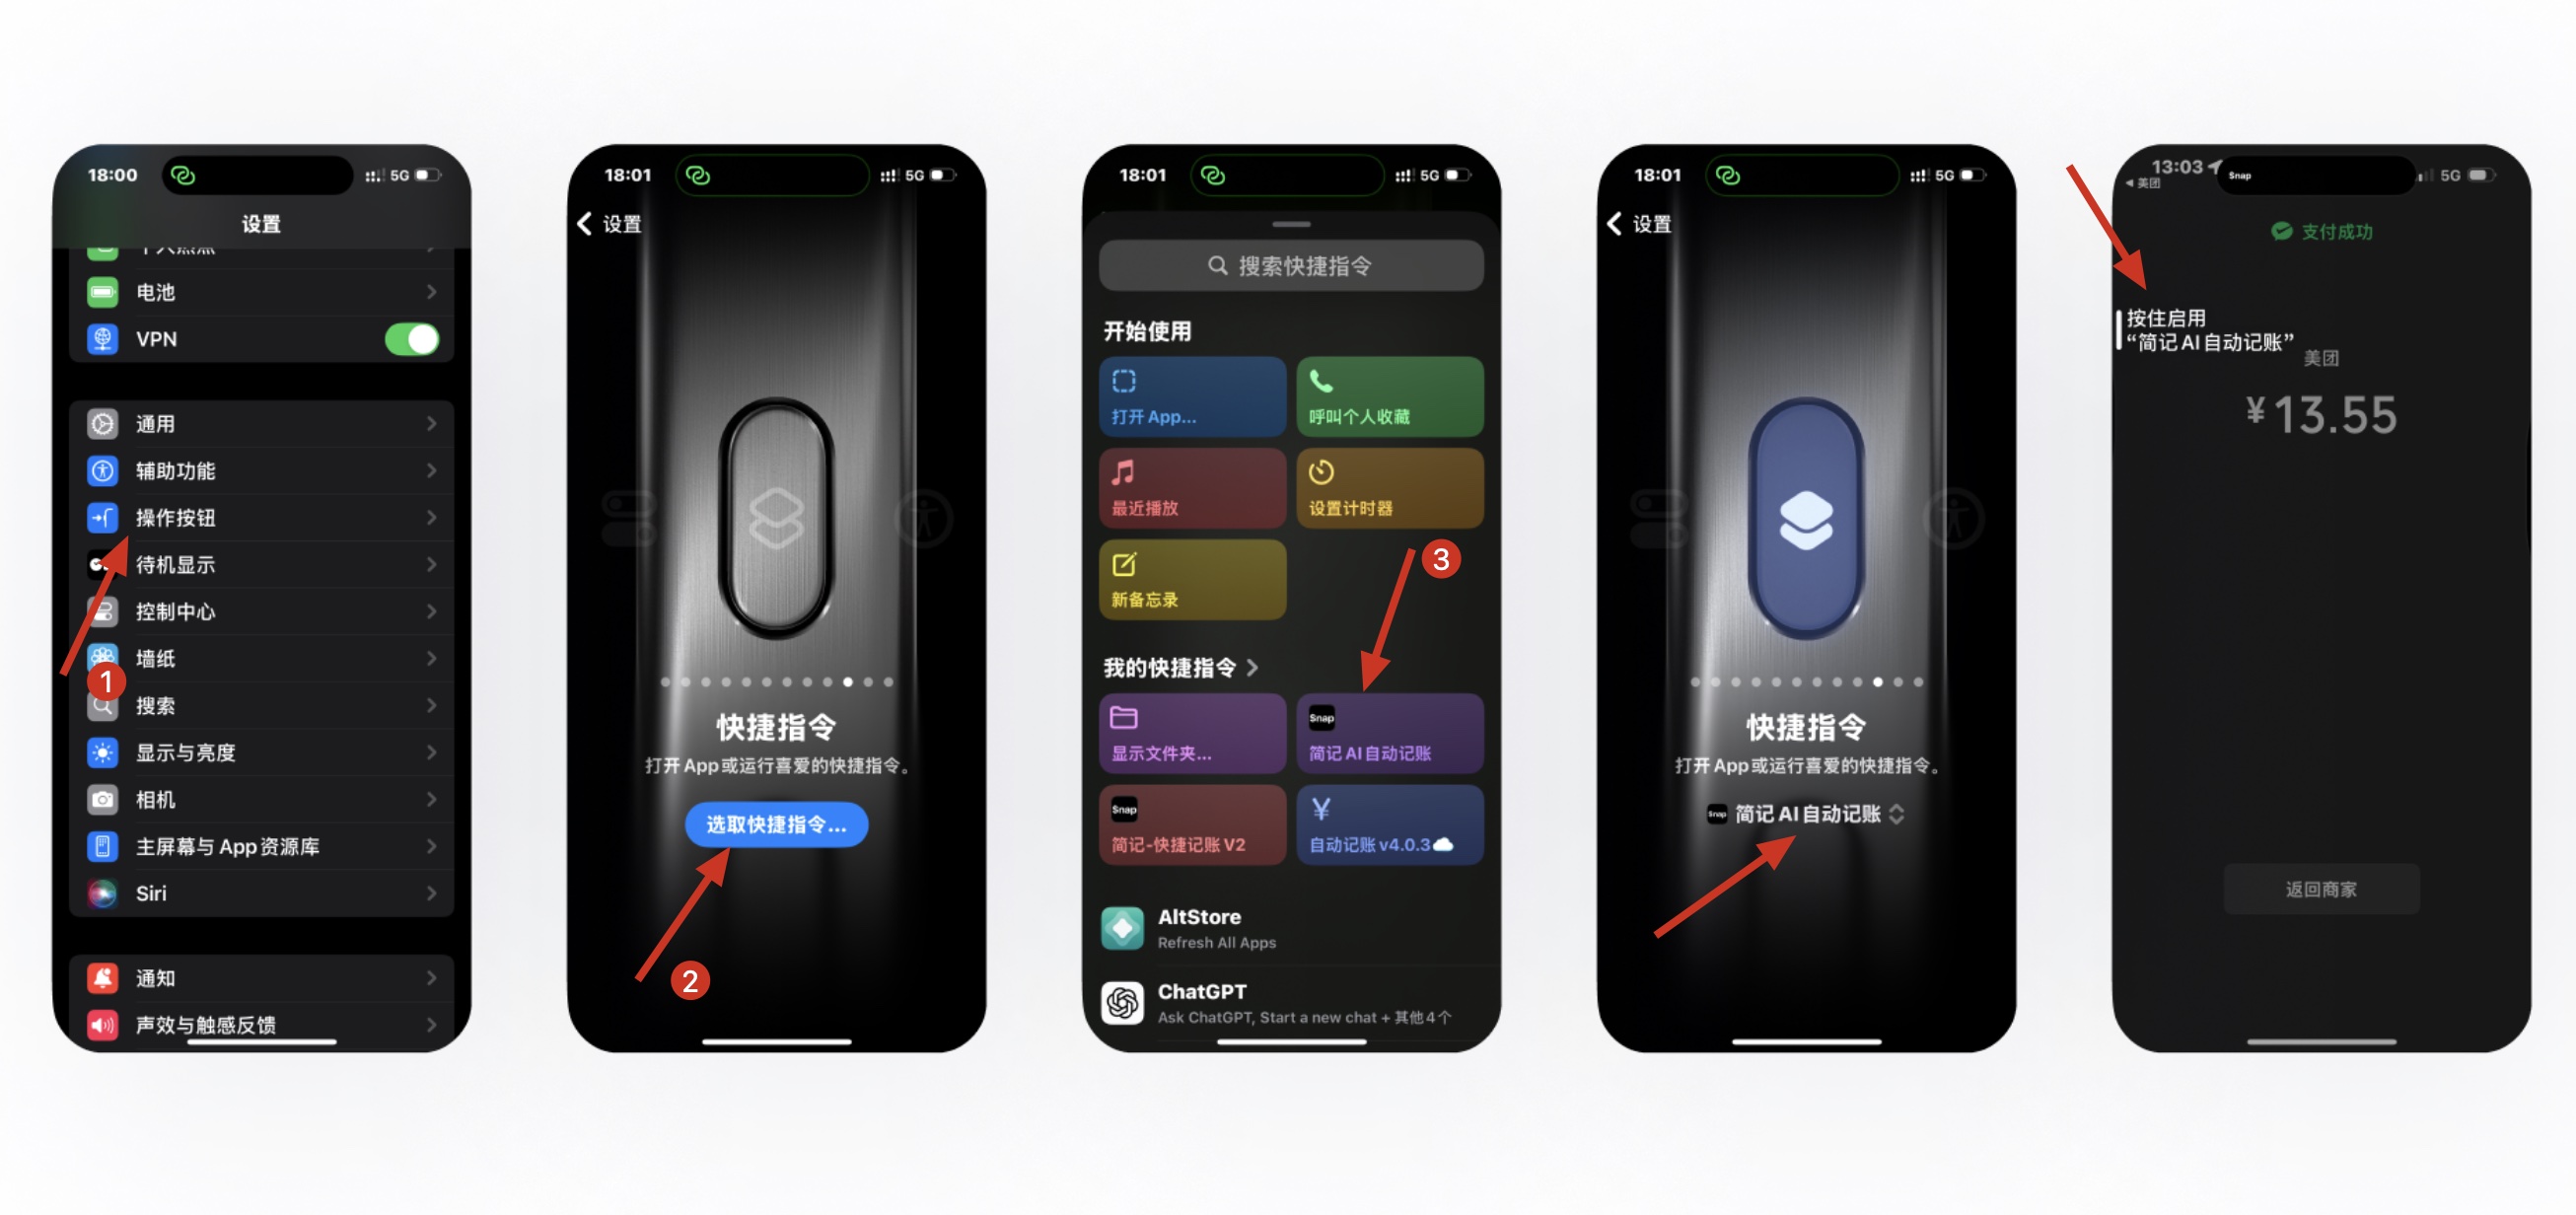 18:00
5G
设置
电池
VPN
通用
辅助功能
操作按钮
待机显示
控制中心
墙纸
1
搜索
显示与亮度
相机
主屏幕与 App 资源库
Siri
通知
声效与触感反馈
18:01
5G
设置
快捷指令
打开 App 或运行喜爱的快捷指令。
选取快捷指令...
2
18:01
5G
搜索快捷指令
开始使用
打开 App...
呼叫个人收藏
最近播放
设置计时器
新备忘录
3
我的快捷指令
显示文件夹...
Snap
简记 AI 自动记账
Snap
简记-快捷记账 V2
¥
自动记账 v4.0.3
AltStore
Refresh All Apps
ChatGPT
Ask ChatGPT, Start a new chat + 其他 4 个
18:01
5G
设置
快捷指令
打开 App 或运行喜爱的快捷指令。
Snap 简记 AI 自动记账
13:03
美团
Snap
5G
支付成功
按住启用
“简记 AI 自动记账”
美团
¥13.55
返回商家